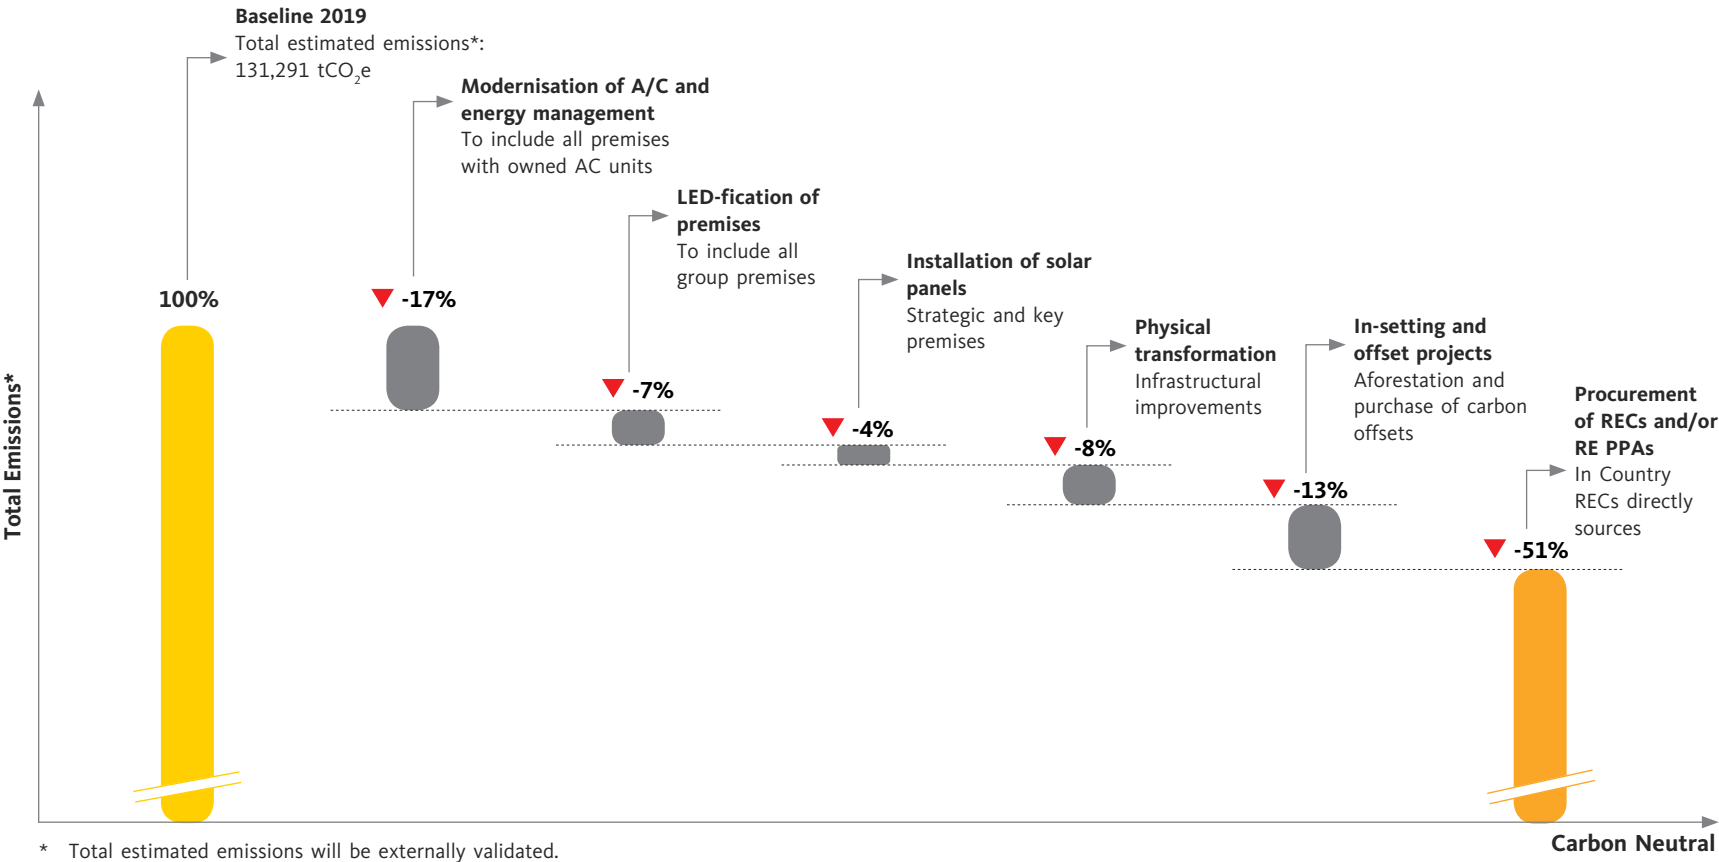 Baseline 2019
Total estimated emissions*:
131,291 tCO₂e
Modernisation of A/C and
energy management
To include all premises
with owned AC units
LED-fication of
premises
To include all
group premises
Installation of solar
panels
Strategic and key
premises
Physical
transformation
Infrastructural
improvements
In-setting and
offset projects
Aforestation and
purchase of carbon
offsets
Procurement
of RECs and/or
RE PPAs
In Country
RECs directly
sources
100%
-17%
-7%
-4%
-8%
-13%
-51%
Total Emissions*
Carbon Neutral
* Total estimated emissions will be externally validated.